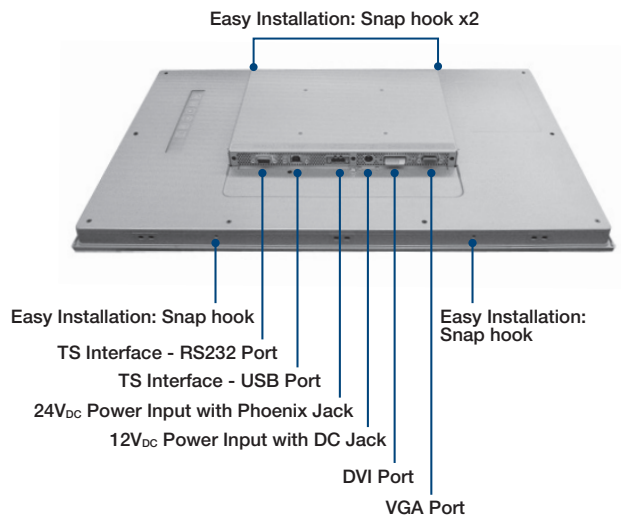 Easy Installation: Snap hook x2
Easy Installation: Snap hook
Easy Installation:
Snap hook
TS Interface - RS232 Port
TS Interface - USB Port
24VDC Power Input with Phoenix Jack
12VDC Power Input with DC Jack
DVI Port
VGA Port